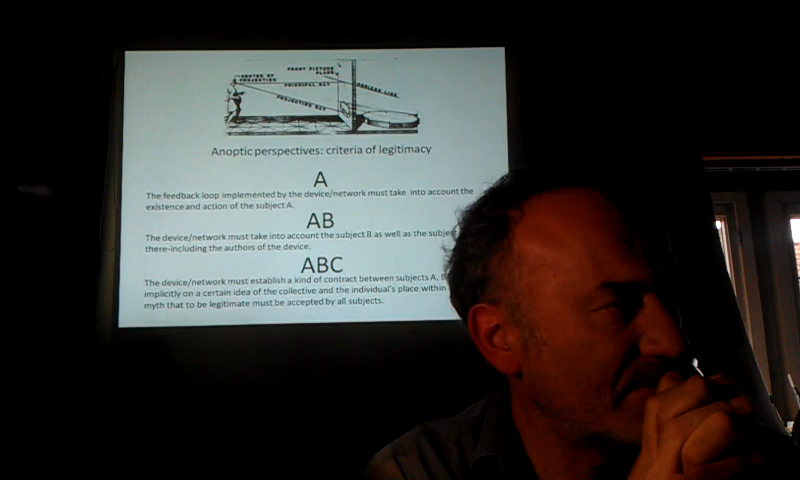 CENTER OF
PROJECTION
FRONT PICTURE
PLANE
PRINCIPAL RAY
HORIZON LINE
PROJECTING RAY
Anoptic perspectives: criteria of legitimacy
A
The feedback loop implemented by the device/network must take into account the
existence and action of the subject A.
AB
The device/network must take into account the subject B as well as the
there-including the authors of the device.
ABC
The device/network must establish a kind of contract between subjects A,
implicitly on a certain idea of the collective and the individual's place within
myth that to be legitimate must be accepted by all subjects.